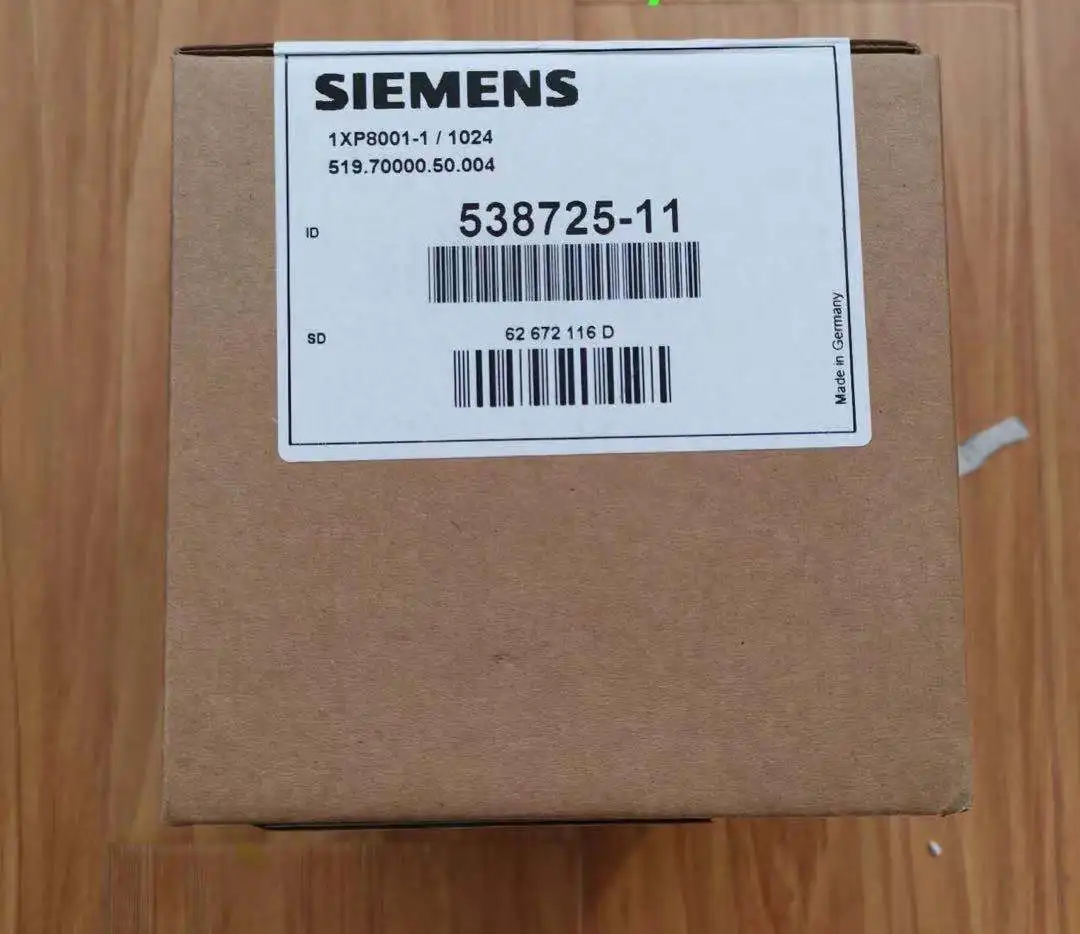 SIEMENS
1XP8001-1 / 1024
519.70000.50.004
ID
538725-11
SD
62 672 116 D
Made in Germany